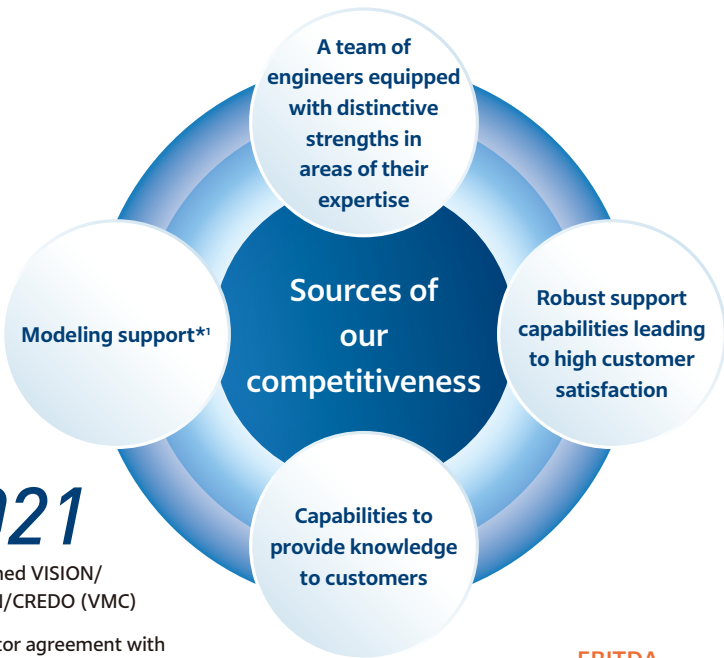 A team of
engineers equipped
with distinctive
strengths in
areas of their
expertise
Modeling support*1
Sources of
our
competitiveness
Robust support
capabilities leading
to high customer
satisfaction
Capabilities to
provide knowledge
to customers
021
VISION/
/CREDO (VMC)
agreement with
EBITDA